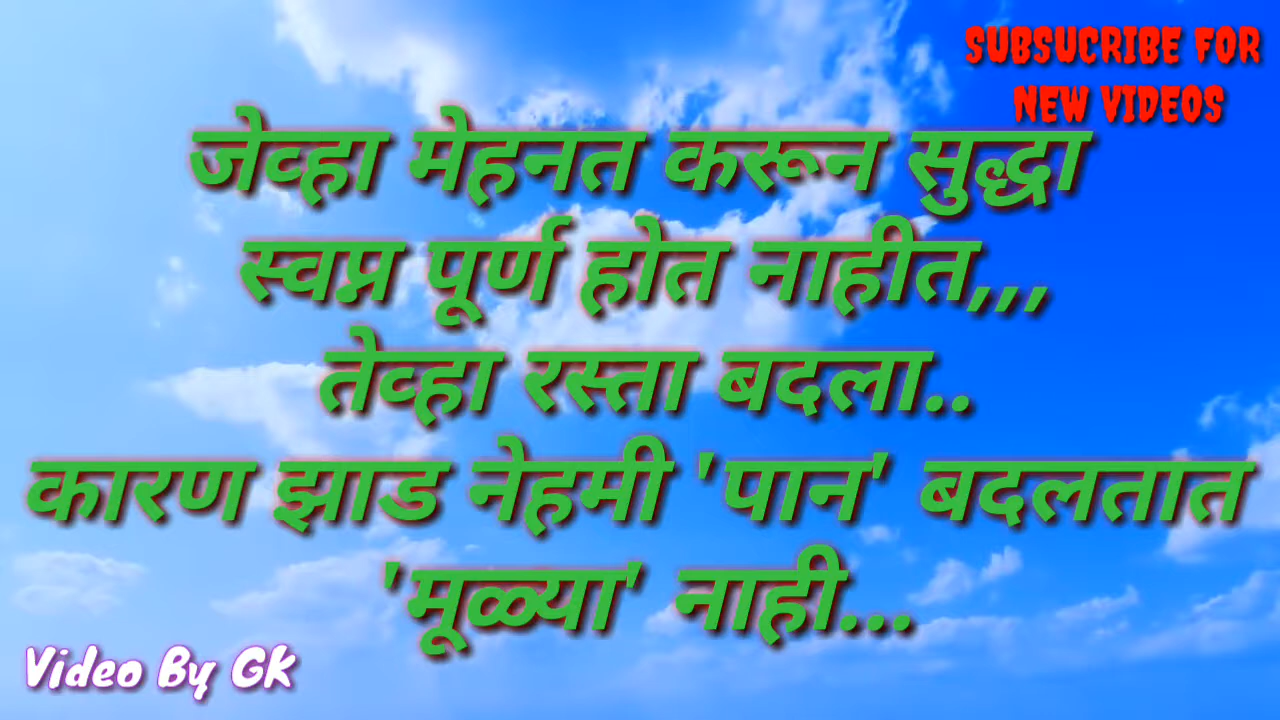 SUBSUCRIBE FOR
NEW VIDEOS
जेव्हा मेहनत करून सुद्धा
स्वप्न पूर्ण होत नाहीत,,,
तेव्हा रस्ता बदला..
कारण झाड नेहमी 'पान' बदलतात
'मूळ्या' नाही...
Video By GK